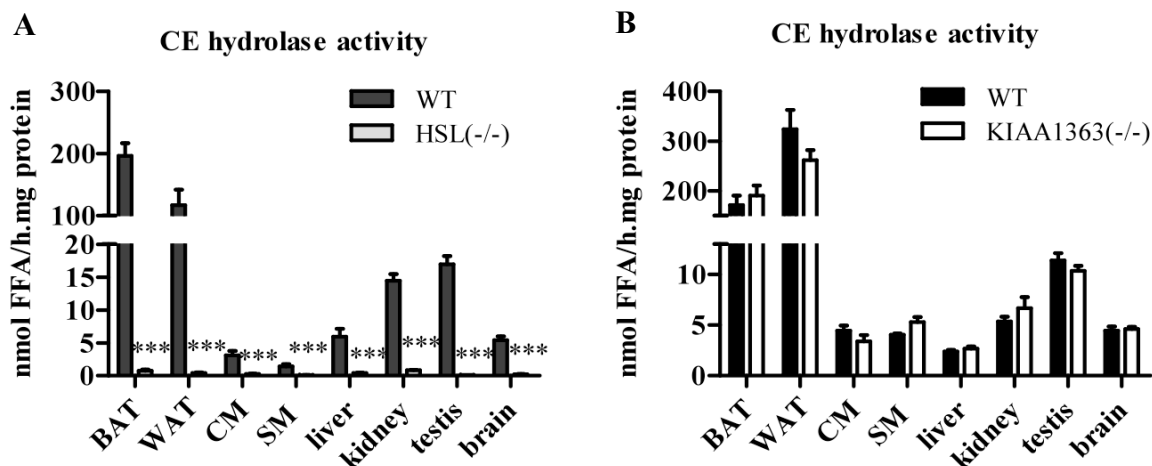 A
CE hydrolase activity
nmol FFA/h.mg protein
300
200
100
20
15
10
5
0
WT
HSL(-/-)
*** *** *** *** *** *** *** ***
BAT WAT CM SM liver kidney testis brain
B
CE hydrolase activity
nmol FFA/h.mg protein
400
300
200
10
5
0
WT
KIAA1363(-/-)
BAT WAT CM SM liver kidney testis brain